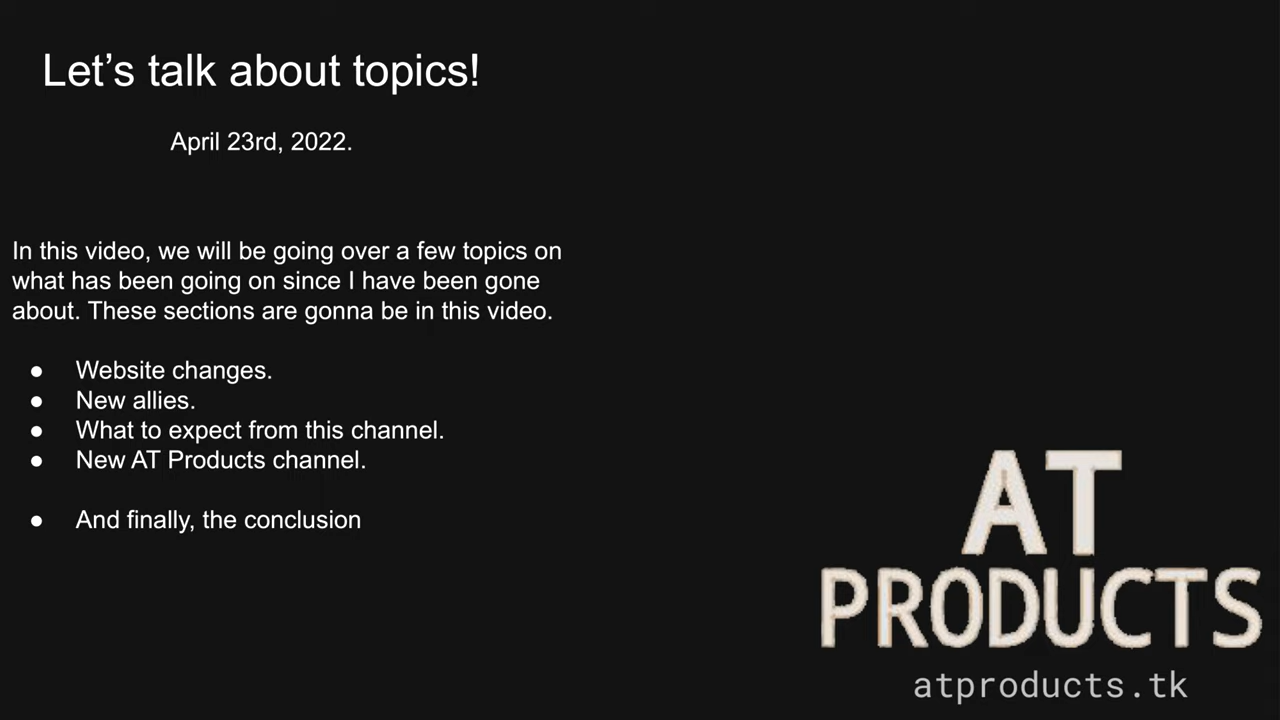 Let’s talk about topics!
April 23rd, 2022.
In this video, we will be going over a few topics on
what has been going on since I have been gone
about. These sections are gonna be in this video.
● Website changes.
● New allies.
● What to expect from this channel.
● New AT Products channel.
● And finally, the conclusion
AT
PRODUCTS
atproducts.tk